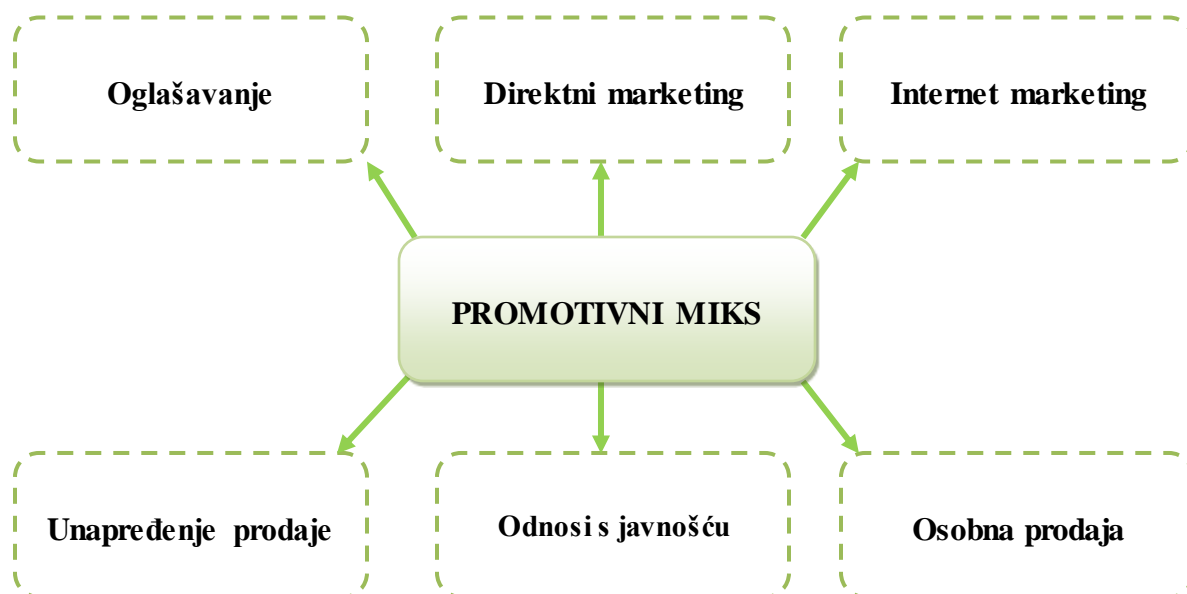 Oglašavanje
Direktni marketing
Internet marketing
PROMOTIVNI MIKS
Unapređenje prodaje
Odnosi s javnošću
Osobna prodaja